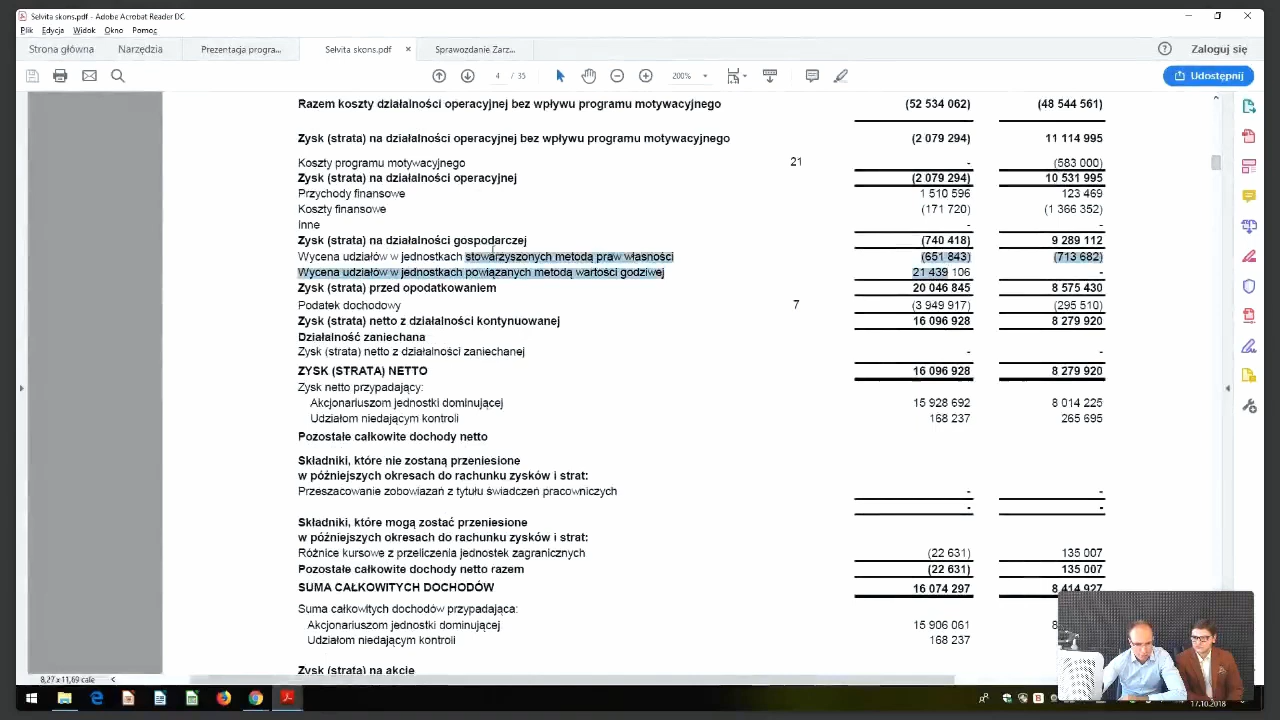 Selvita skons.pdf - Adobe Acrobat Reader DC
Plik Edycja Widok Okno Pomoc
Strona główna Narzędzia Prezentacja progra... Selvita skons.pdf × Sprawozdanie Zarz... Zaloguj się
4 / 35 200% Udostępnij
Razem koszty działalności operacyjnej bez wpływu programu motywacyjnego (52 534 062) (48 544 561)
Zysk (strata) na działalności operacyjnej bez wpływu programu motywacyjnego (2 079 294) 11 114 995
Koszty programu motywacyjnego 21 - (583 000)
Zysk (strata) na działalności operacyjnej (2 079 294) 10 531 995
Przychody finansowe 1 510 596 123 469
Koszty finansowe (171 720) (1 366 352)
Inne - -
Zysk (strata) na działalności gospodarczej (740 418) 9 289 112
Wycena udziałów w jednostkach stowarzyszonych metodą praw własności (651 843) (713 682)
Wycena udziałów w jednostkach powiązanych metodą wartości godziwej 21 439 106 -
Zysk (strata) przed opodatkowaniem 20 046 845 8 575 430
Podatek dochodowy 7 (3 949 917) (295 510)
Zysk (strata) netto z działalności kontynuowanej 16 096 928 8 279 920
Działalność zaniechana
Zysk (strata) netto z działalności zaniechanej - -
ZYSK (STRATA) NETTO 16 096 928 8 279 920
Zysk netto przypadający:
Akcjonariuszom jednostki dominującej 15 928 692 8 014 225
Udziałom niedającym kontroli 168 237 265 695
Pozostałe całkowite dochody netto
Składniki, które nie zostaną przeniesione
w późniejszych okresach do rachunku zysków i strat:
Przeszacowanie zobowiazań z tytułu świadczeń pracowniczych - -
- -
Składniki, które mogą zostać przeniesione
w późniejszych okresach do rachunku zysków i strat:
Różnice kursowe z przeliczenia jednostek zagranicznych (22 631) 135 007
Pozostałe całkowite dochody netto razem (22 631) 135 007
SUMA CAŁKOWITYCH DOCHODÓW 16 074 297 8 414 927
Suma całkowitych dochodów przypadająca:
Akcjonariuszom jednostki dominującej 15 906 061 8
Udziałom niedającym kontroli 168 237
Zysk (strata) na akcję
8,27 x 11,69 cale
17.10.2018